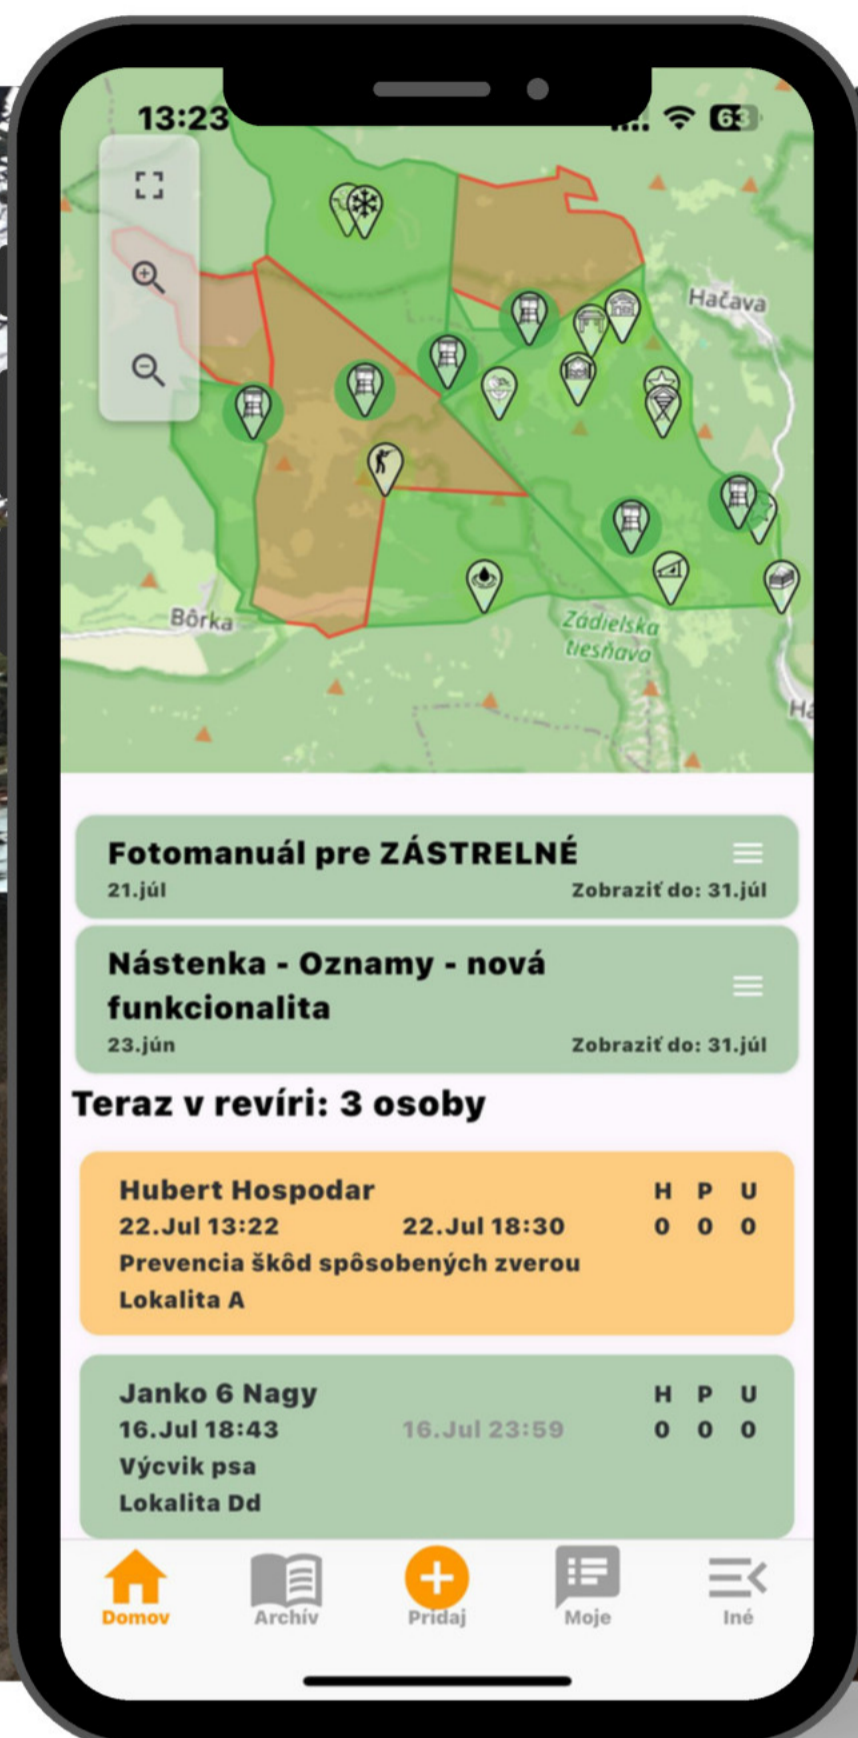 13:23
63
Hačava
Bôrka
Zádielska
tiesňava
Há
Fotomanuál pre ZÁSTRELNÉ
21.júl Zobraziť do: 31.júl
Nástenka - Oznamy - nová
funkcionalita
23.jún Zobraziť do: 31.júl
Teraz v revíri: 3 osoby
Hubert Hospodar H P U
22.Jul 13:22 22.Jul 18:30 0 0 0
Prevencia škôd spôsobených zverou
Lokalita A
Janko 6 Nagy H P U
16.Jul 18:43 16.Jul 23:59 0 0 0
Výcvik psa
Lokalita Dd
Domov Archív Pridaj Moje Iné